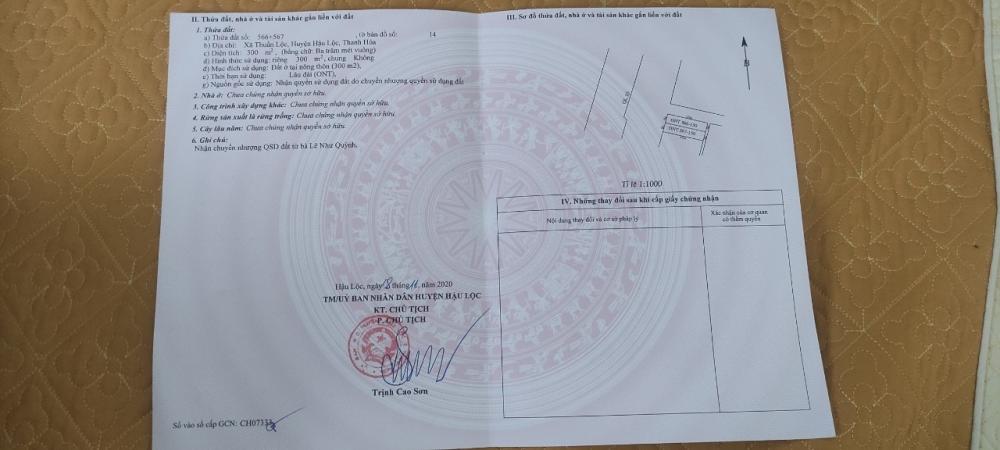 II. Thửa đất, nhà ở và tài sản khác gắn liền với đất
1. Thửa đất:
a) Thửa đất số: 566+567 , tờ bản đồ số: 14
b) Địa chỉ: Xã Thuần Lộc, Huyện Hậu Lộc, Thanh Hóa
c) Diện tích: 300 m², (bằng chữ: Ba trăm mét vuông)
d) Hình thức sử dụng: riêng 300 m², chung Không
đ) Mục đích sử dụng: Đất ở tại nông thôn (300 m2),
e) Thời hạn sử dụng: Lâu dài (ONT),
g) Nguồn gốc sử dụng: Nhận quyền sử dụng đất do chuyển nhượng quyền sử dụng đất
2. Nhà ở: Chưa chứng nhận quyền sở hữu.
3. Công trình xây dựng khác: Chưa chứng nhận quyền sở hữu.
4. Rừng sản xuất là rừng trồng: Chưa chứng nhận quyền sở hữu.
5. Cây lâu năm: Chưa chứng nhận quyền sở hữu.
6. Ghi chú:
Nhận chuyển nhượng QSD đất từ bà Lê Như Quỳnh.
Hậu Lộc, ngày 18 tháng 11, năm 2020
TM/UỶ BAN NHÂN DÂN HUYỆN HẬU LỘC
KT. CHỦ TỊCH
P. CHỦ TỊCH
Trịnh Cao Sơn
Số vào sổ cấp GCN: CH0733
III. Sơ đồ thửa đất, nhà ở và tài sản khác gắn liền với đất
B
QL 10
ONT 566-150
ONT 567-150
Tỉ lệ 1:1000
IV. Những thay đổi sau khi cấp giấy chứng nhận
Nội dung thay đổi và cơ sở pháp lý
Xác nhận của cơ quan
có thẩm quyền